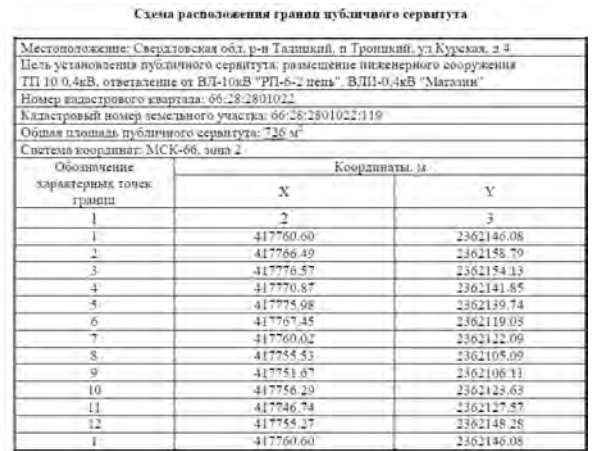 Схема расположения границ публичного сервитута
Местоположение: Свердловская обл, р-н Талицкий, п Троицкий, ул Курская, д 4
Цель установления публичного сервитута: размещение инженерного сооружения
ТП 10/0,4кВ, ответвление от ВЛ-10кВ "РП-6-2 цепь", ВЛИ-0,4кВ "Магазин"
Номер кадастрового квартала: 66:28:2801022
Кадастровый номер земельного участка: 66:28:2801022:119
Общая площадь публичного сервитута: 736 м²
Система координат: МСК-66, зона 2
Обозначение характерных точек границ Координаты, м
X Y
1 2 3
1 417760.60 2362146.08
2 417766.49 2362158.79
3 417776.57 2362154.13
4 417770.87 2362141.85
5 417775.98 2362139.74
6 417767.45 2362119.03
7 417760.02 2362122.09
8 417755.53 2362105.09
9 417751.67 2362106.11
10 417756.29 2362123.63
11 417746.74 2362127.57
12 417755.27 2362148.28
1 417760.60 2362146.08